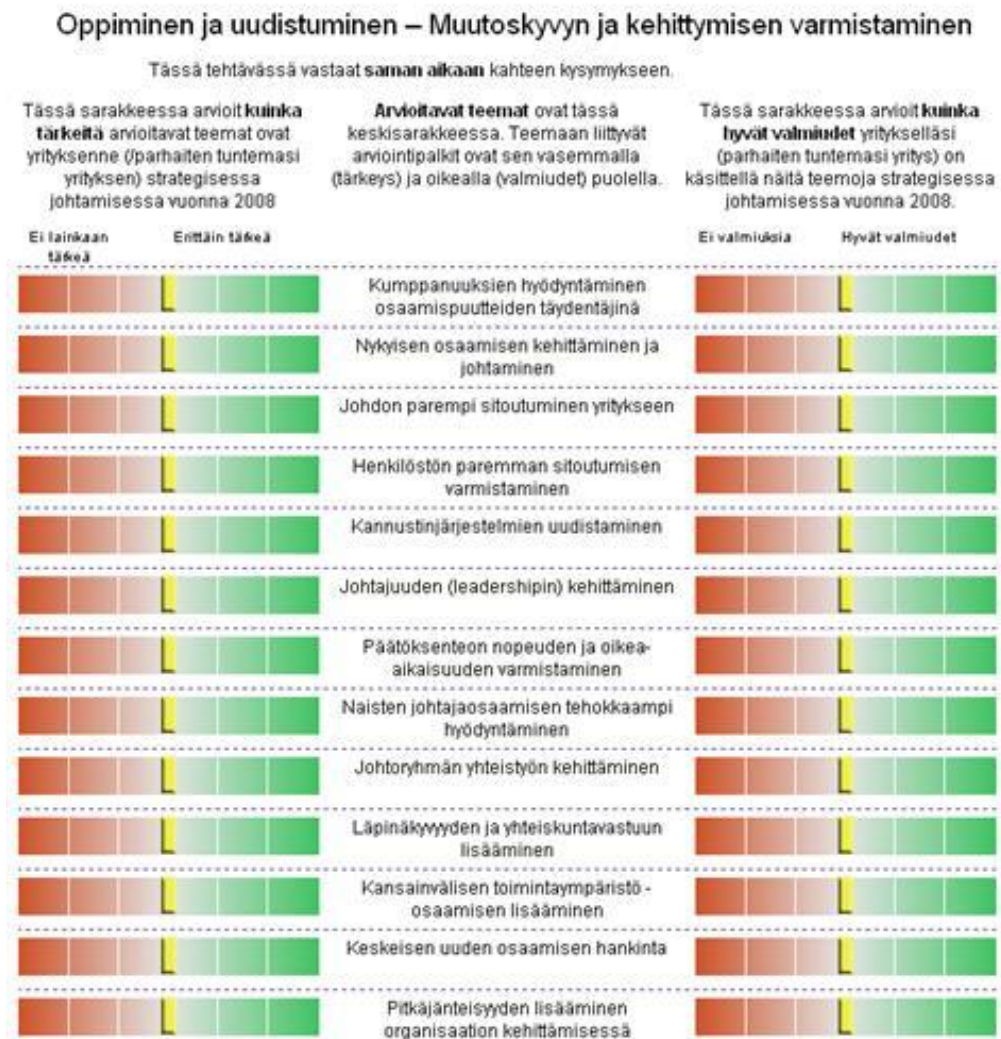 Oppiminen ja uudistuminen – Muutoskyvyn ja kehittymisen varmistaminen
Tässä tehtävässä vastaat saman aikaan kahteen kysymykseen.
Tässä sarakkeessa arvioit kuinka
tärkeitä arvioitavat teemat ovat
yrityksenne (/parhaiten tuntemasi
yrityksen) strategisessa
johtamisessa vuonna 2008
Arvioitavat teemat ovat tässä
keskisarakkeessa. Teemaan liittyvät
arviointipalkit ovat sen vasemmalla
(tärkeys) ja oikealla (valmiudet) puolella.
Tässä sarakkeessa arvioit kuinka
hyvät valmiudet yritykselläsi
(parhaiten tuntemasi yritys) on
käsitellä näitä teemoja strategisessa
johtamisessa vuonna 2008.
Ei lainkaan
tärkeä
Erittäin tärkeä
Ei valmiuksia
Hyvät valmiudet
Kumppanuuksien hyödyntäminen
osaamispuutteiden täydentäjinä
Nykyisen osaamisen kehittäminen ja
johtaminen
Johdon parempi sitoutuminen yritykseen
Henkilöstön paremman sitoutumisen
varmistaminen
Kannustinjärjestelmien uudistaminen
Johtajuuden (leadershipin) kehittäminen
Päätöksenteon nopeuden ja oikea-
aikaisuuden varmistaminen
Naisten johtajaosaamisen tehokkaampi
hyödyntäminen
Johtoryhmän yhteistyön kehittäminen
Läpinäkyvyyden ja yhteiskuntavastuun
lisääminen
Kansainvälisen toimintaympäristö -
osaamisen lisääminen
Keskeisen uuden osaamisen hankinta
Pitkäjänteisyyden lisääminen
organisaation kehittämisessä